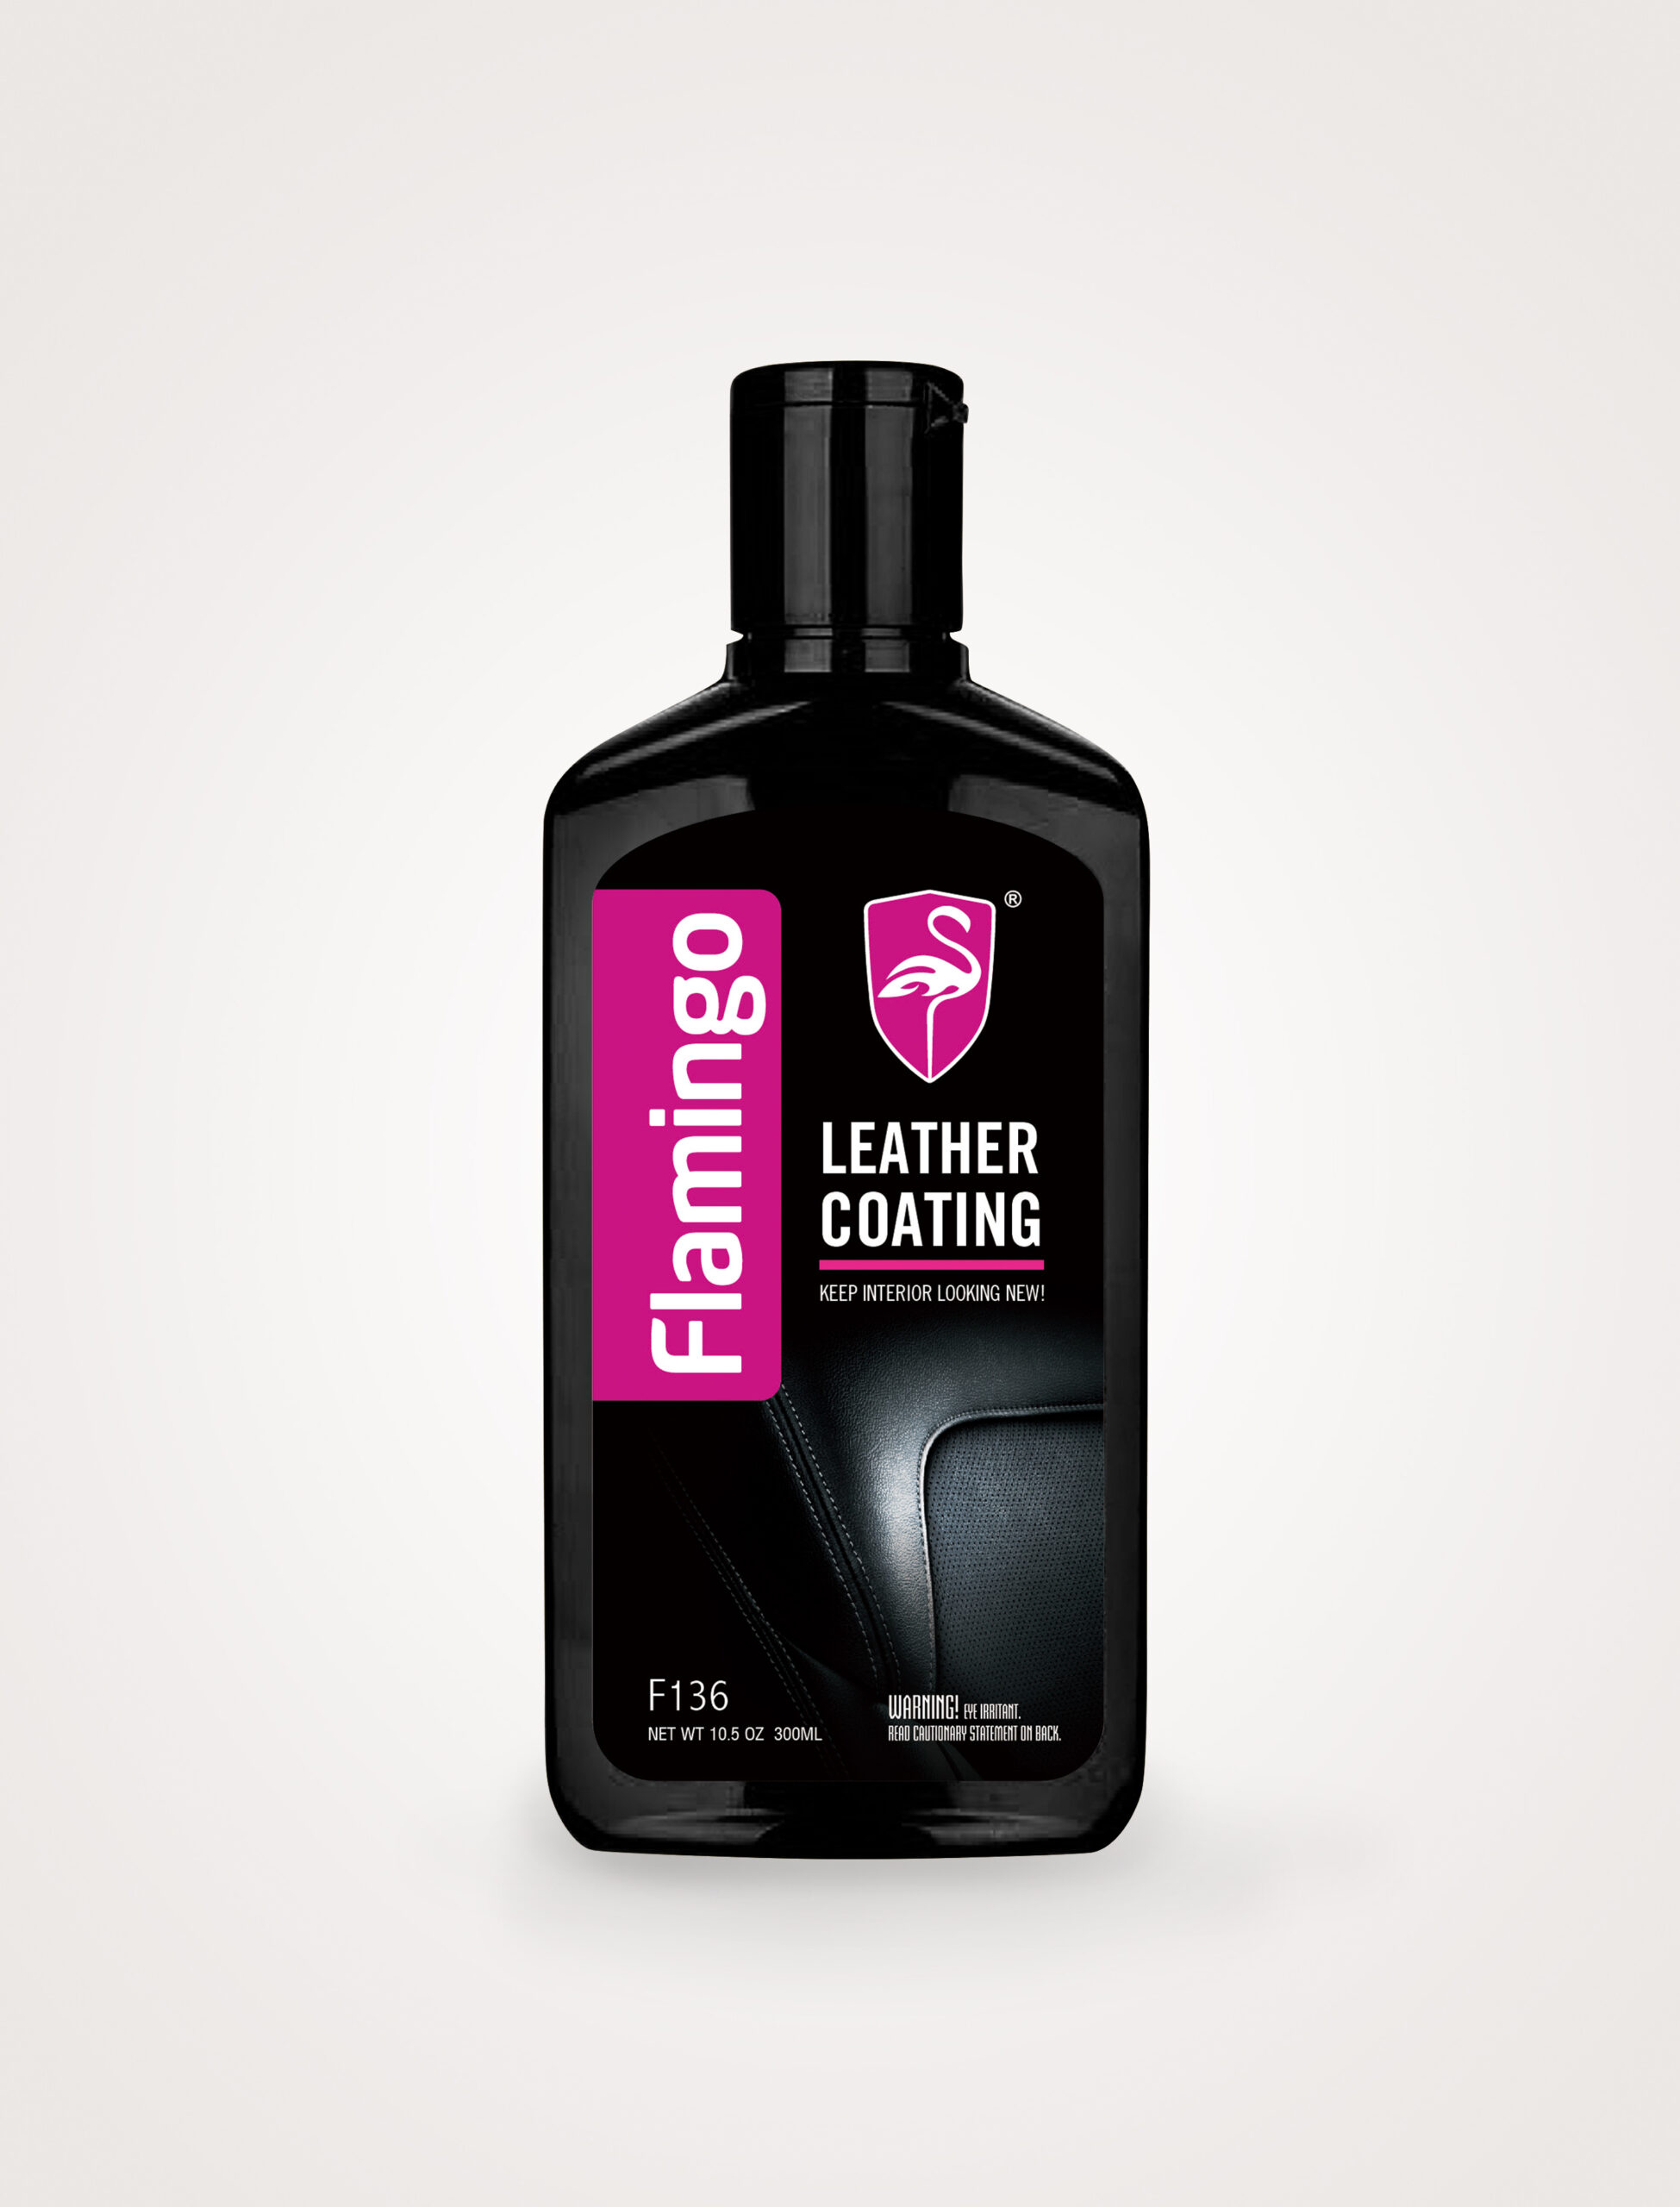 Flamingo
®
LEATHER
COATING
KEEP INTERIOR LOOKING NEW!
F136
NET WT 10.5 OZ 300ML
WARNING! EYE IRRITANT.
READ CAUTIONARY STATEMENT ON BACK.